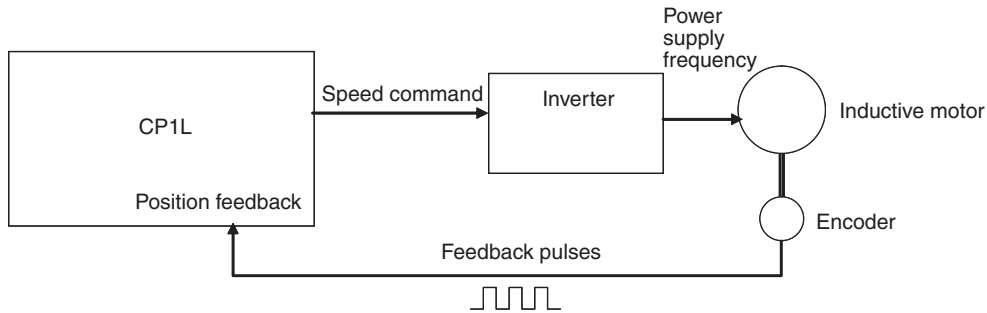 Power
supply
frequency
Speed command
Inverter
CP1L
Inductive motor
Position feedback
Encoder
Feedback pulses